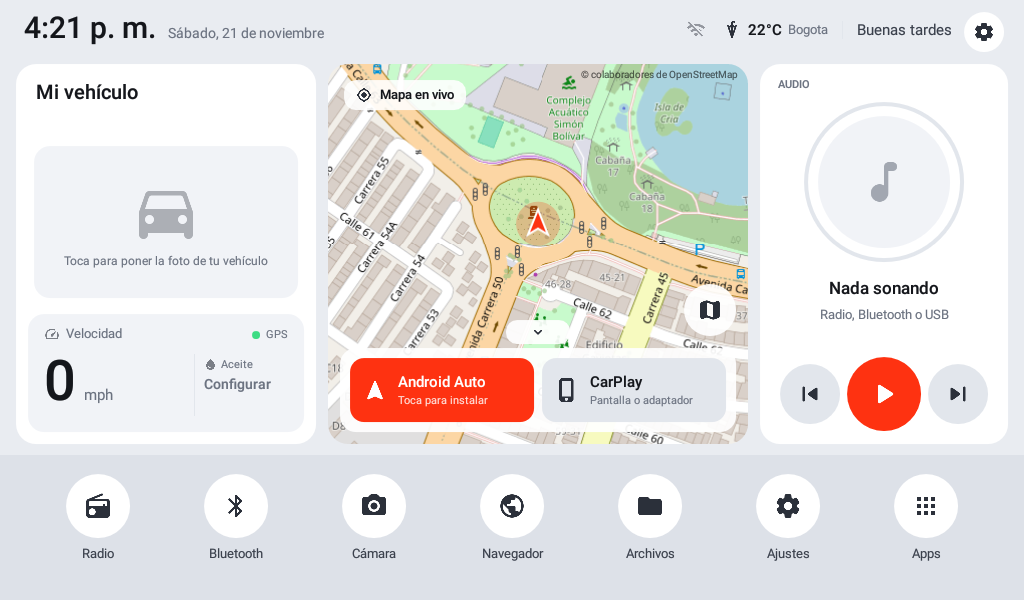 4:21 p. m.
Sábado, 21 de noviembre
22°C Bogota
Buenas tardes
Mi vehículo
Toca para poner la foto de tu vehículo
Velocidad
GPS
0 mph
Aceite
Configurar
© colaboradores de OpenStreetMap
Mapa en vivo
Complejo
Acuático
Simón
Bolívar
Isla de
Cría
Cabaña
17
Cabaña
18
Carrera 55
Calle 61
Carrera 54A
Carrera 54
Carrera 53
Carrera 50
Carrera 45
P
46-28
45-21
Calle 62
Edificio
Calle 60
Android Auto
Toca para instalar
CarPlay
Pantalla o adaptador
AUDIO
Nada sonando
Radio, Bluetooth o USB
Radio
Bluetooth
Cámara
Navegador
Archivos
Ajustes
Apps